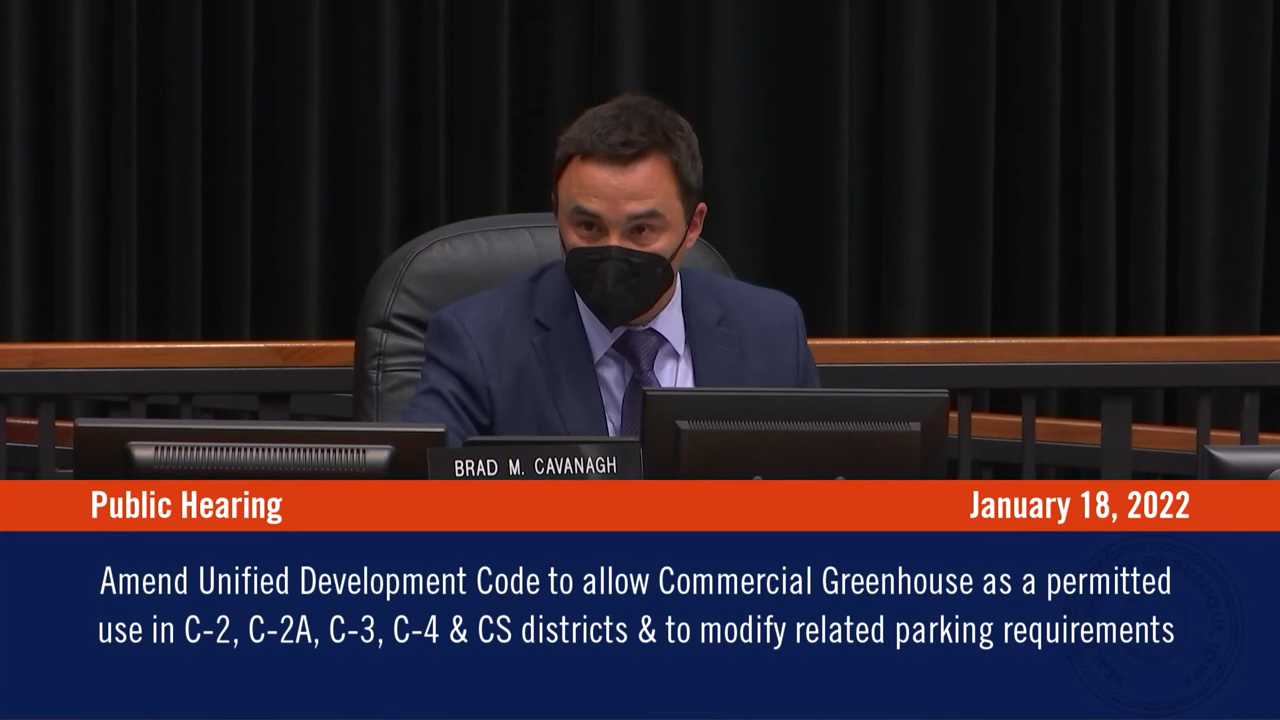 BRAD M. CAVANAGH
Public Hearing
January 18, 2022
Amend Unified Development Code to allow Commercial Greenhouse as a permitted
use in C-2, C-2A, C-3, C-4 & CS districts & to modify related parking requirements